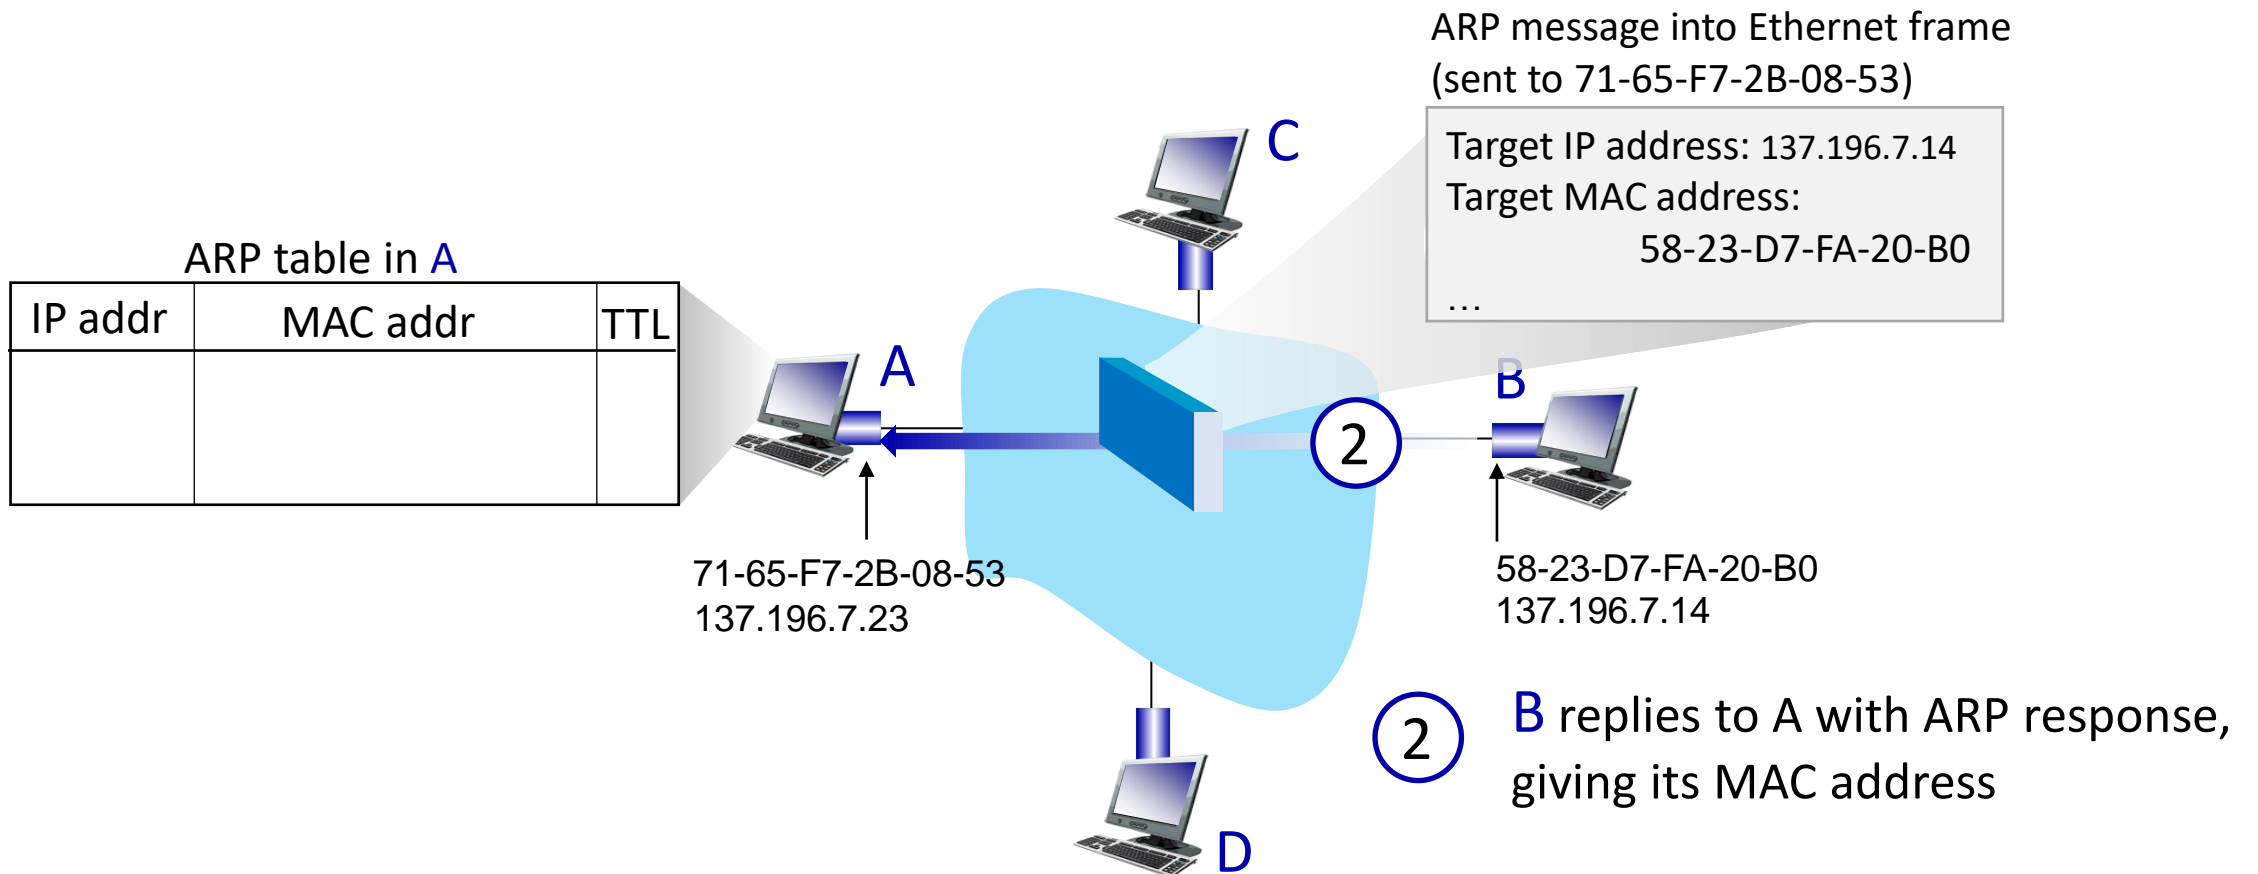 ARP message into Ethernet frame
(sent to 71-65-F7-2B-08-53)
Target IP address: 137.196.7.14
Target MAC address:
58-23-D7-FA-20-B0
…
C
ARP table in A
IP addr MAC addr TTL
A
B
2
71-65-F7-2B-08-53
137.196.7.23
58-23-D7-FA-20-B0
137.196.7.14
2
B replies to A with ARP response,
giving its MAC address
D